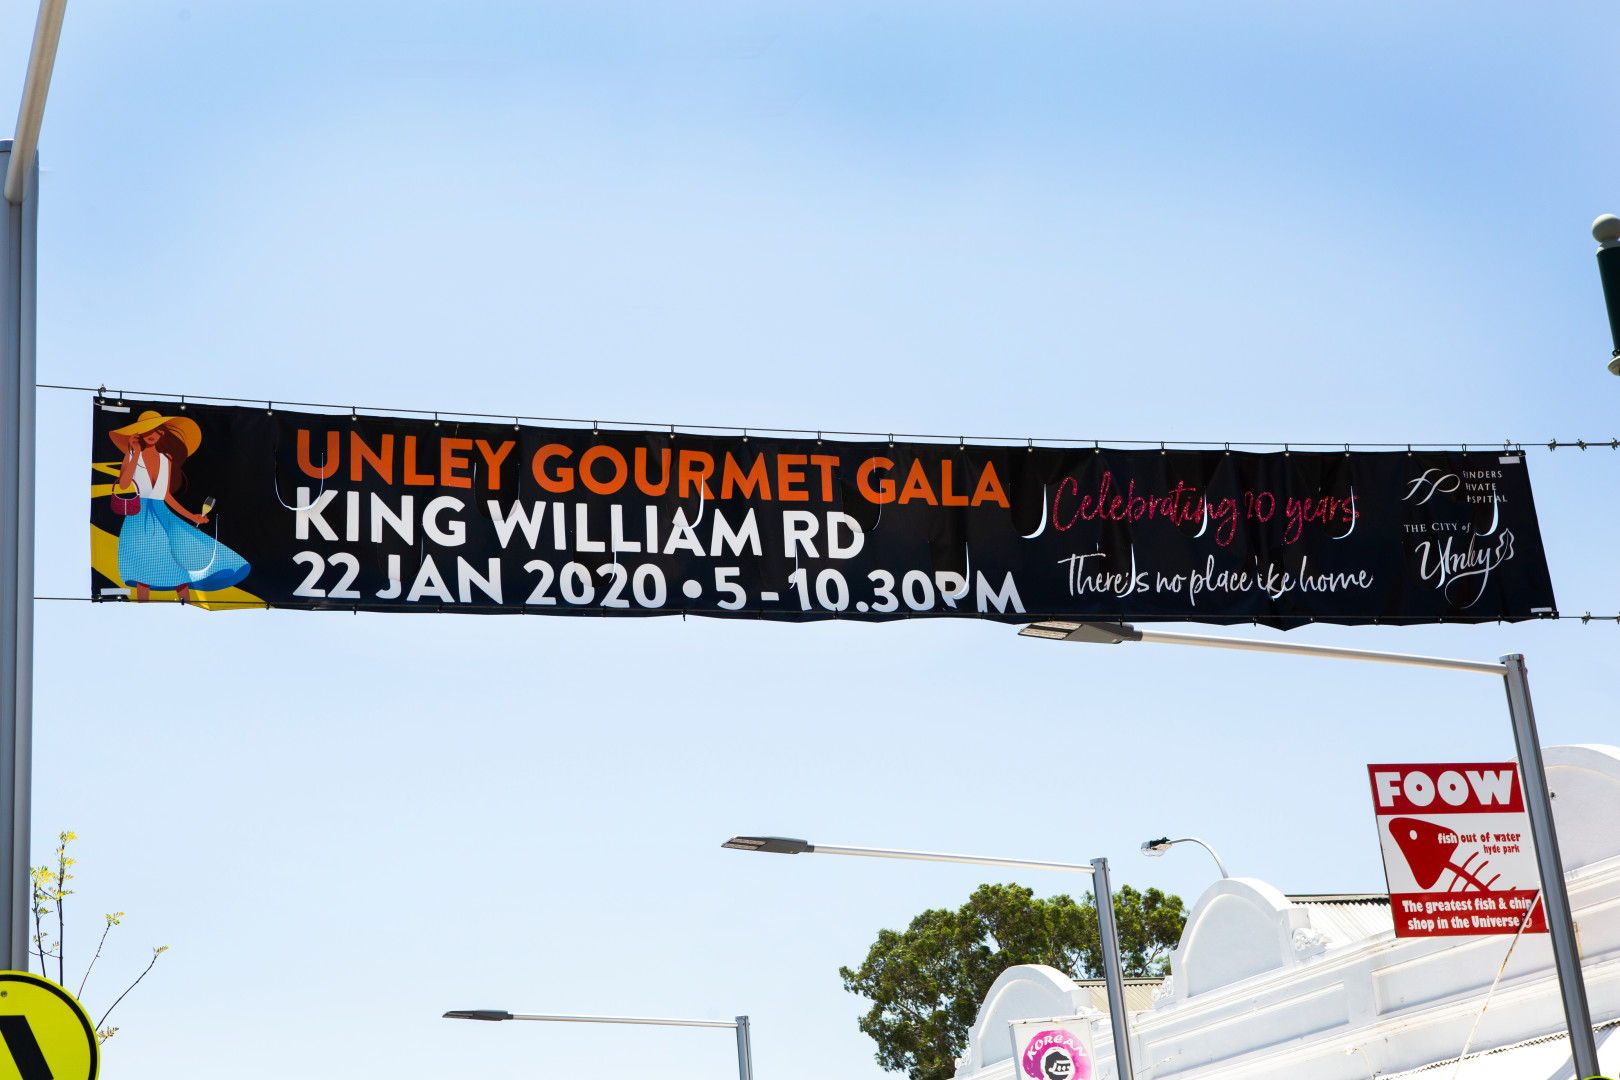 UNLEY GOURMET GALA
KING WILLIAM RD
22 JAN 2020 • 5 - 10.30PM
Celebrating 20 years
There's no place like home
THE CITY of
Unley
FOOW
fish out of water
hyde park
The greatest fish & chip
shop in the Universe
KOREAN